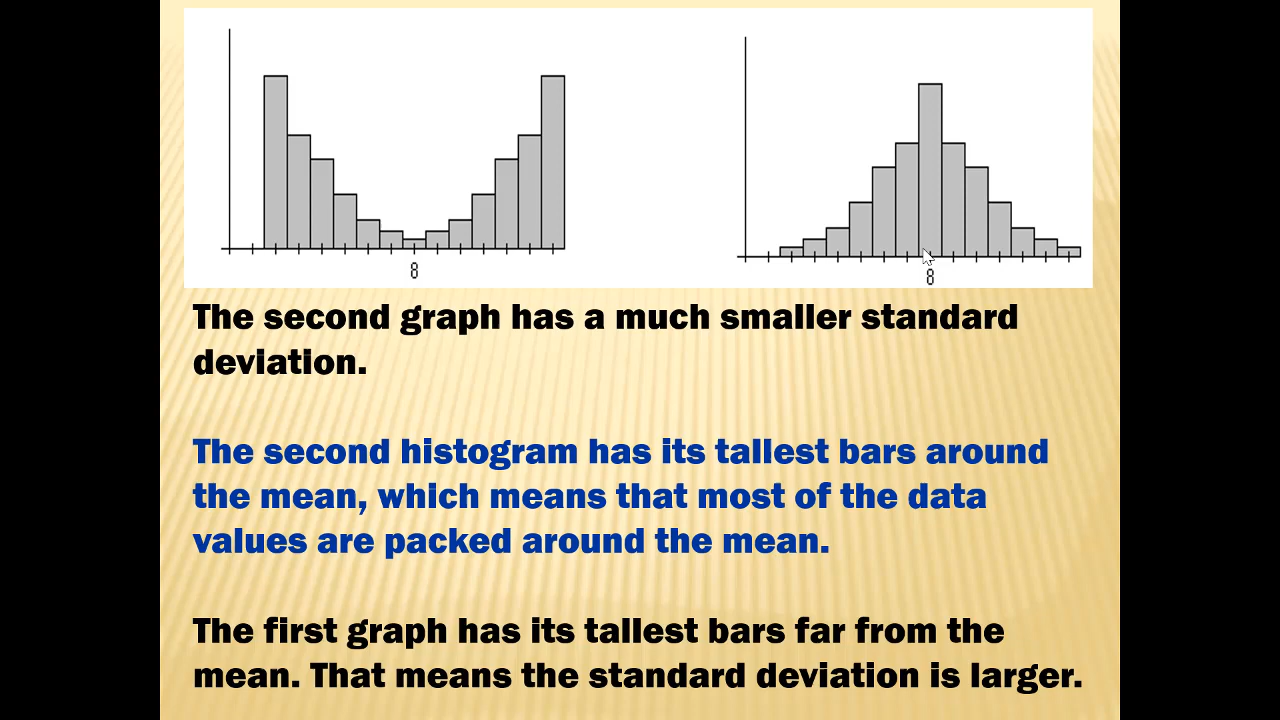 8
8
The second graph has a much smaller standard
deviation.
The second histogram has its tallest bars around
the mean, which means that most of the data
values are packed around the mean.
The first graph has its tallest bars far from the
mean. That means the standard deviation is larger.